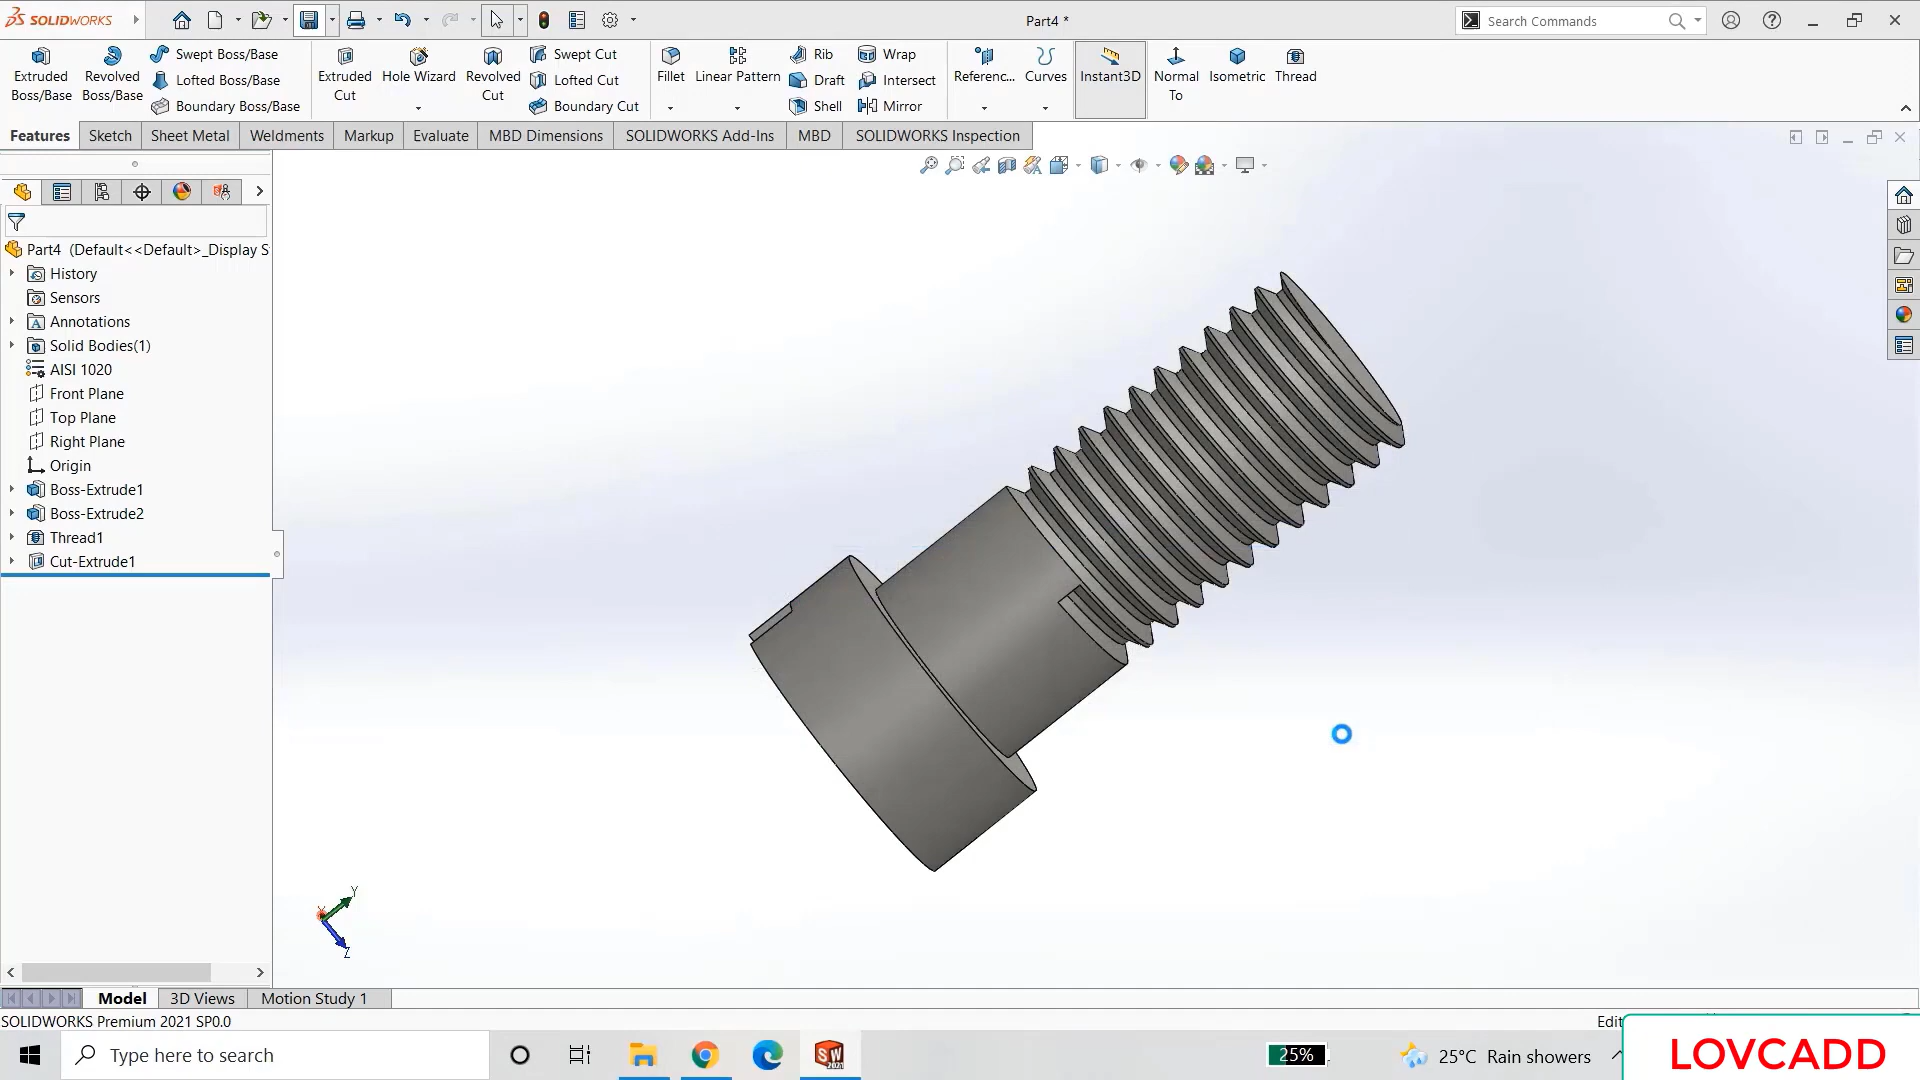 SOLIDWORKS
Part4 *
Search Commands
Extruded Boss/Base
Revolved Boss/Base
Swept Boss/Base
Lofted Boss/Base
Boundary Boss/Base
Extruded Cut
Hole Wizard
Revolved Cut
Swept Cut
Lofted Cut
Boundary Cut
Fillet
Linear Pattern
Rib
Draft
Shell
Wrap
Intersect
Mirror
Referenc...
Curves
Instant3D
Normal To
Isometric
Thread
Features
Sketch
Sheet Metal
Weldments
Markup
Evaluate
MBD Dimensions
SOLIDWORKS Add-Ins
MBD
SOLIDWORKS Inspection
Part4 (Default<<Default>_Display S
History
Sensors
Annotations
Solid Bodies(1)
AISI 1020
Front Plane
Top Plane
Right Plane
Origin
Boss-Extrude1
Boss-Extrude2
Thread1
Cut-Extrude1
Y
X
Z
Model
3D Views
Motion Study 1
SOLIDWORKS Premium 2021 SP0.0
Edit
Type here to search
SW
2021
25%
25°C Rain showers
LOVCADD